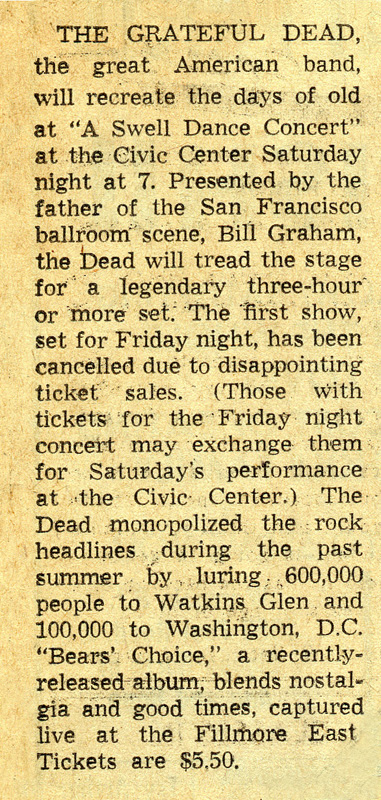 THE GRATEFUL DEAD,
the great American band,
will recreate the days of old
at "A Swell Dance Concert"
at the Civic Center Saturday
night at 7. Presented by the
father of the San Francisco
ballroom scene, Bill Graham,
the Dead will tread the stage
for a legendary three-hour
or more set. The first show,
set for Friday night, has been
cancelled due to disappointing
ticket sales. (Those with
tickets for the Friday night
concert may exchange them
for Saturday's performance
at the Civic Center.) The
Dead monopolized the rock
headlines during the past
summer by luring 600,000
people to Watkins Glen and
100,000 to Washington, D.C.
"Bears' Choice," a recently-
released album, blends nostal-
gia and good times, captured
live at the Fillmore East
Tickets are $5.50.